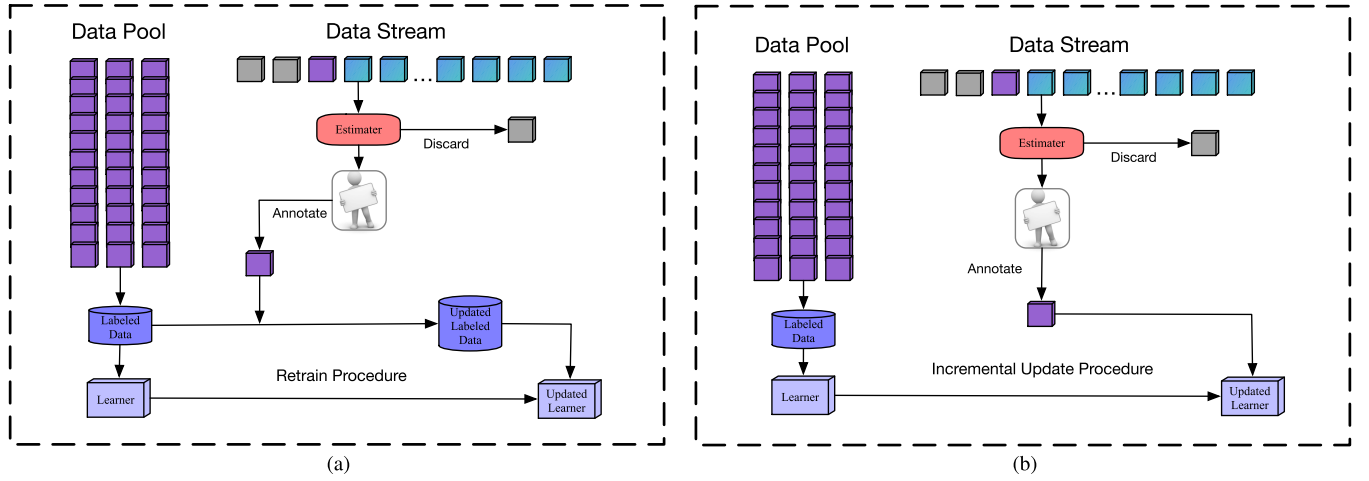 Data Pool
Data Stream
...
Estimater
Discard
Annotate
Labeled
Data
Updated
Labeled
Data
Retrain Procedure
Learner
Updated
Learner
(a)
Data Pool
Data Stream
...
Estimater
Discard
Annotate
Labeled
Data
Incremental Update Procedure
Learner
Updated
Learner
(b)